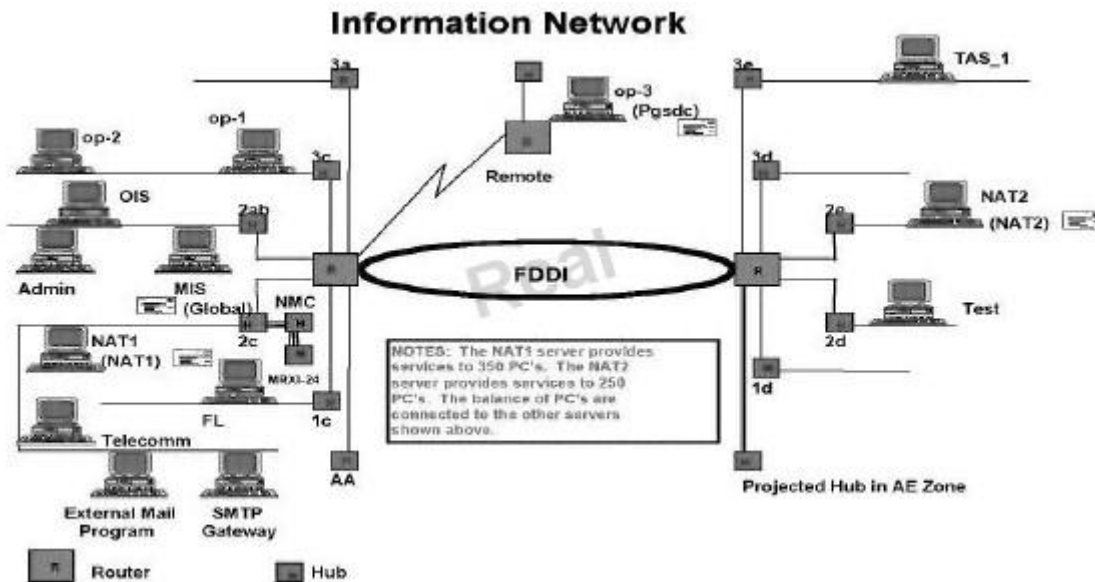 Information Network
3a
3e
TAS_1
op-3
(Pgsdc)
op-2
op-1
3c
Remote
3d
OIS
2ab
2e
NAT2
(NAT2)
Admin
MIS
(Global)
R
FDDI
R
Real
NMC
H
2c
Test
2d
NAT1
(NAT1)
MRXI-24
FL
1c
1d
NOTES: The NAT1 server provides
services to 350 PC's. The NAT2
server provides services to 250
PC's. The balance of PC's are
connected to the other servers
shown above.
Telecomm
AA
Projected Hub in AE Zone
External Mail
Program
SMTP
Gateway
R
Router
Hub